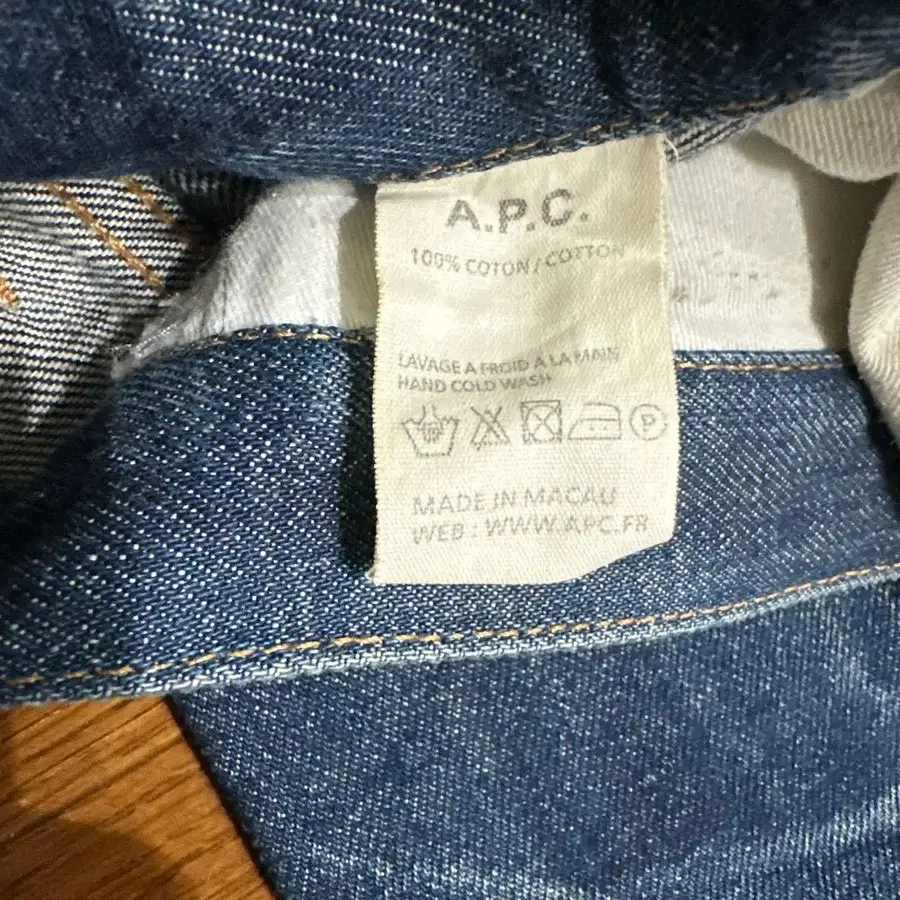 A.P.C.
100% COTON / COTTON
LAVAGE A FROID A LA MAIN
HAND COLD WASH
P
MADE IN MACAU
WEB : WWW.APC.FR